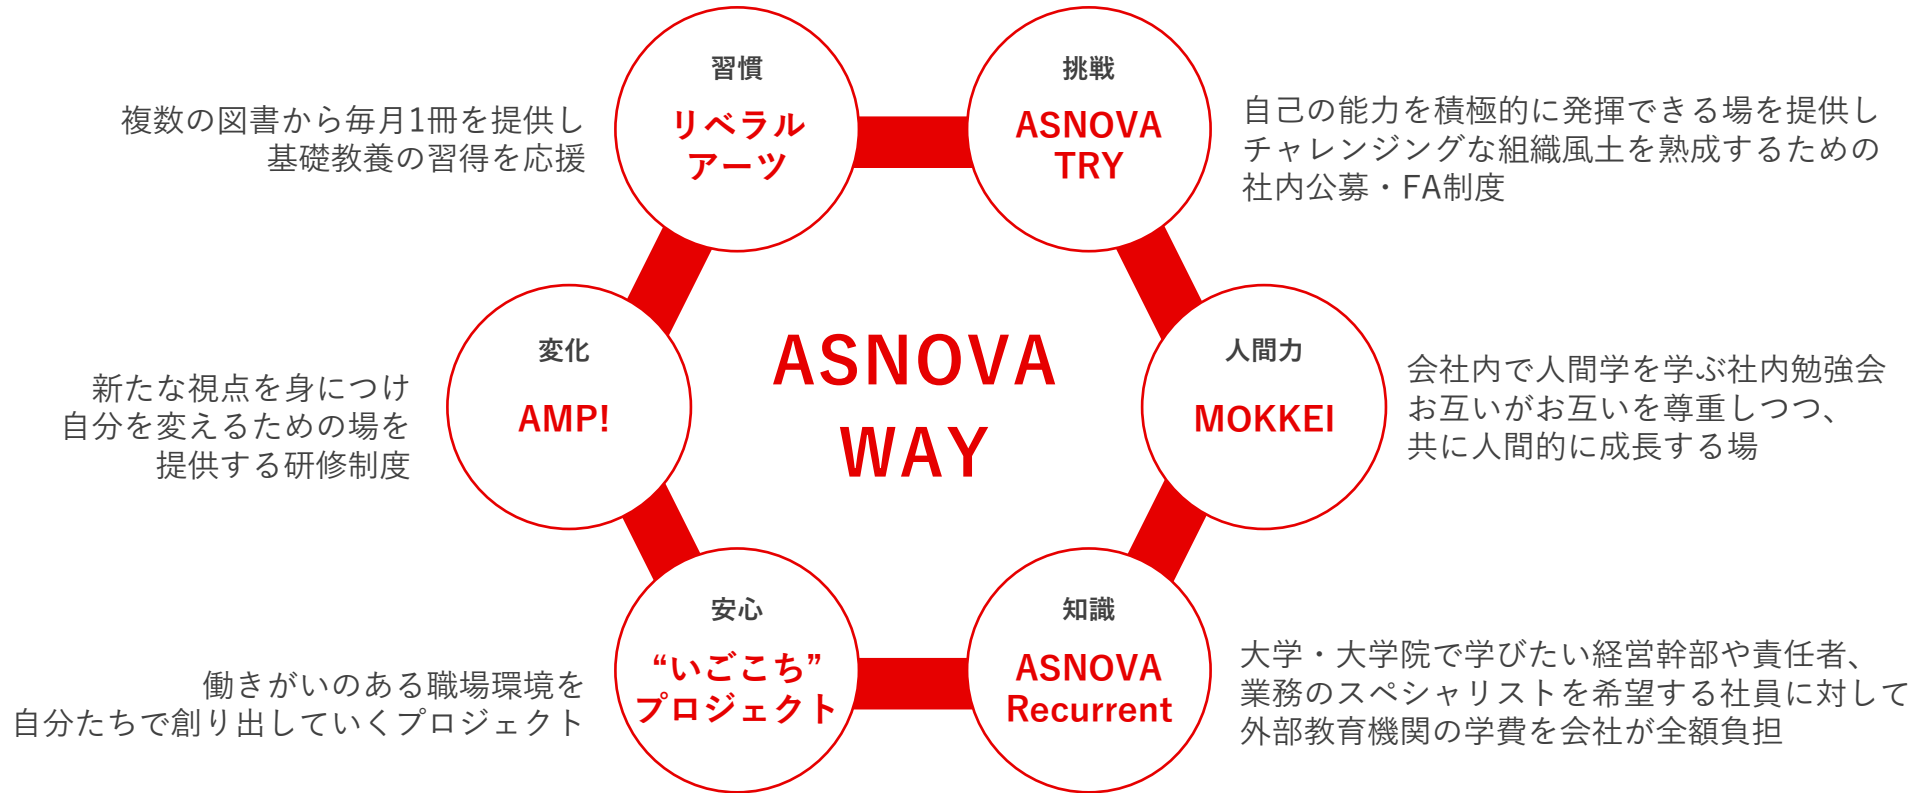 習慣
リベラル
アーツ
複数の図書から毎月1冊を提供し
基礎教養の習得を応援
挑戦
ASNOVA
TRY
自己の能力を積極的に発揮できる場を提供し
チャレンジングな組織風土を熟成するための
社内公募・FA制度
変化
AMP!
新たな視点を身につけ
自分を変えるための場を
提供する研修制度
ASNOVA
WAY
人間力
MOKKEI
会社内で人間学を学ぶ社内勉強会
お互いがお互いを尊重しつつ、
共に人間的に成長する場
安心
“いごこち”
プロジェクト
働きがいのある職場環境を
自分たちで創り出していくプロジェクト
知識
ASNOVA
Recurrent
大学・大学院で学びたい経営幹部や責任者、
業務のスペシャリストを希望する社員に対して
外部教育機関の学費を会社が全額負担